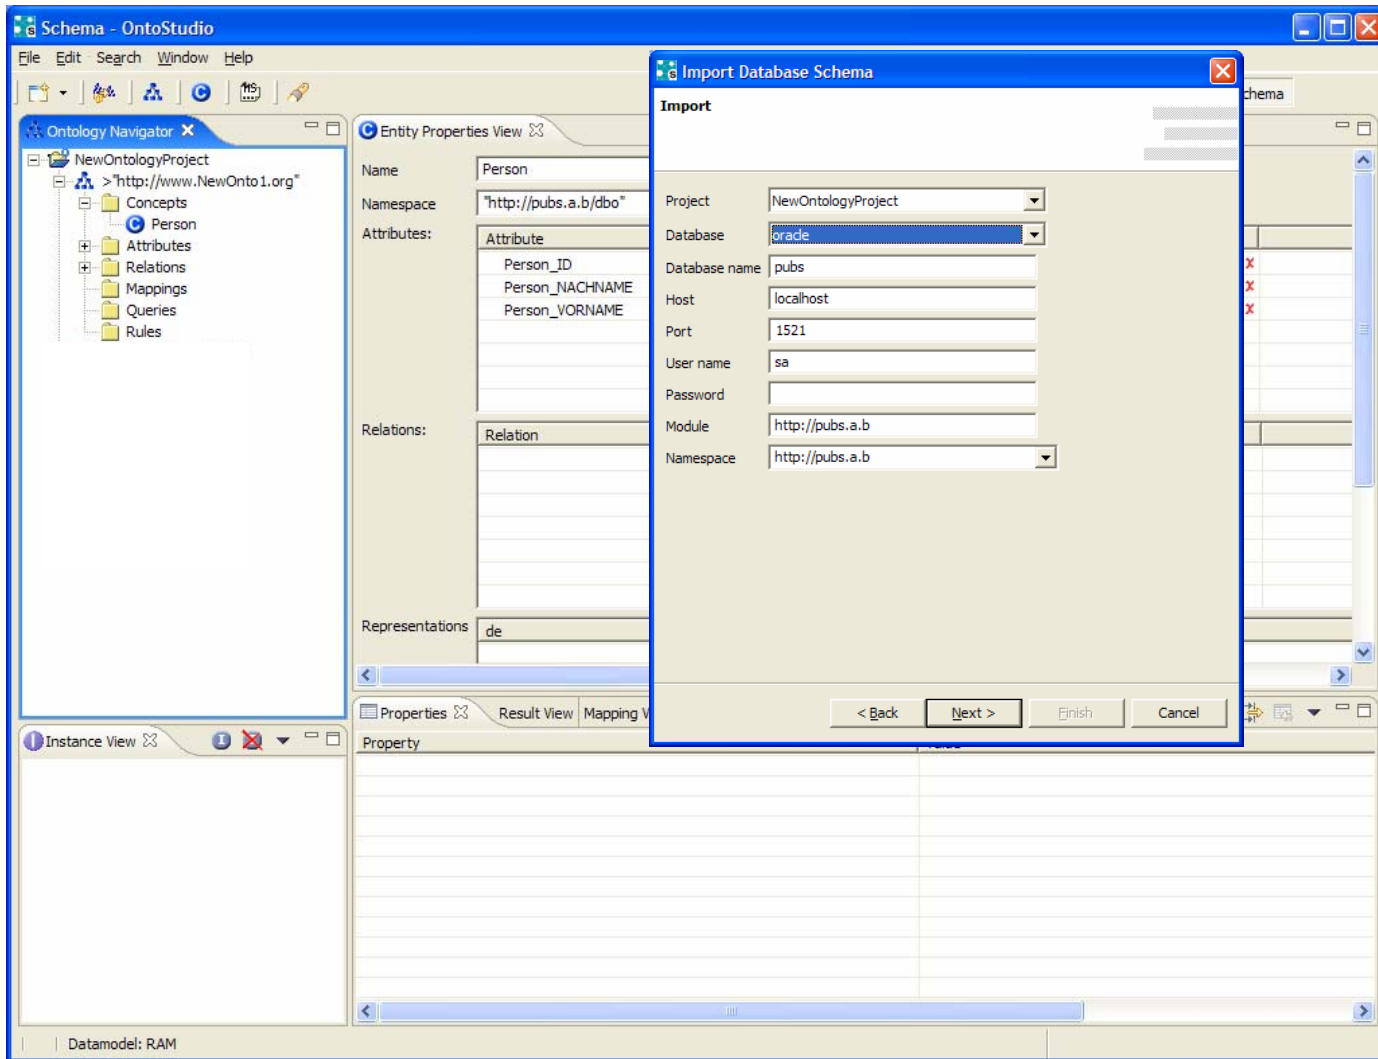 Schema - OntoStudio
File Edit Search Window Help
Ontology Navigator
NewOntologyProject
>"http://www.NewOnto1.org"
Concepts
Person
Attributes
Relations
Mappings
Queries
Rules
Entity Properties View
Name Person
Namespace "http://pubs.a.b/dbo"
Attributes: Attribute
Person_ID
Person_NACHNAME
Person_VORNAME
Relations: Relation
Representations de
Import Database Schema
Import
Project NewOntologyProject
Database oracle
Database name pubs
Host localhost
Port 1521
User name sa
Password
Module http://pubs.a.b
Namespace http://pubs.a.b
< Back Next > Finish Cancel
Instance View
Properties Result View Mapping V
Property
Datamodel: RAM